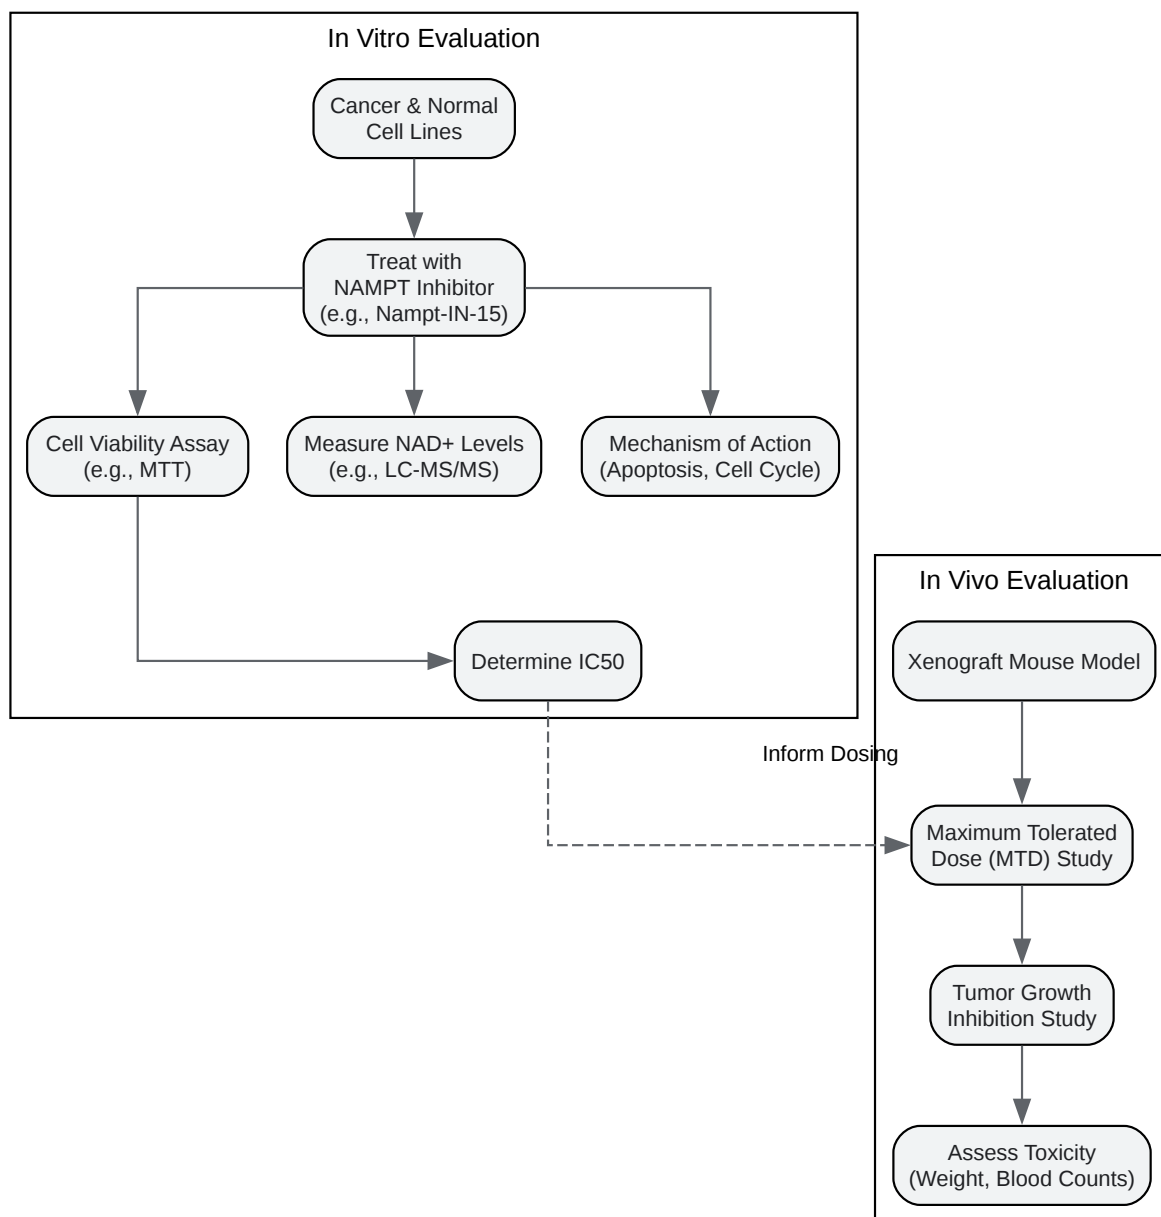 In Vitro Evaluation
Cancer & Normal
Cell Lines
Treat with
NAMPT Inhibitor
(e.g., Nampt-IN-15)
Cell Viability Assay
(e.g., MTT)
Measure NAD+ Levels
(e.g., LC-MS/MS)
Mechanism of Action
(Apoptosis, Cell Cycle)
Determine IC50
Inform Dosing
In Vivo Evaluation
Xenograft Mouse Model
Maximum Tolerated
Dose (MTD) Study
Tumor Growth
Inhibition Study
Assess Toxicity
(Weight, Blood Counts)